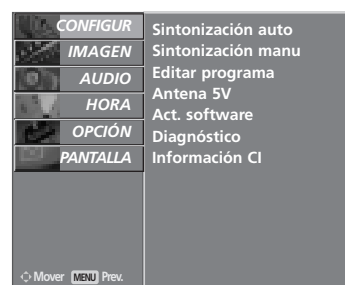 CONFIGUR
IMAGEN
AUDIO
HORA
OPCIÓN
PANTALLA
Sintonización auto
Sintonización manu
Editar programa
Antena 5V
Act. software
Diagnóstico
Información CI
Mover MENU Prev.